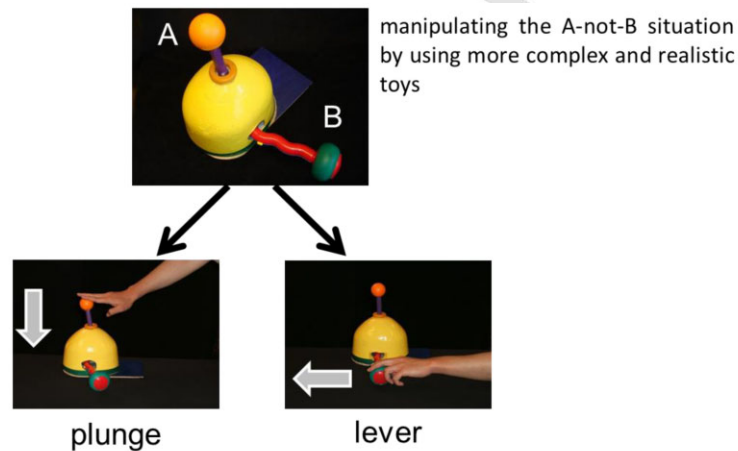 A
B
manipulating the A-not-B situation
by using more complex and realistic
toys
plunge
lever